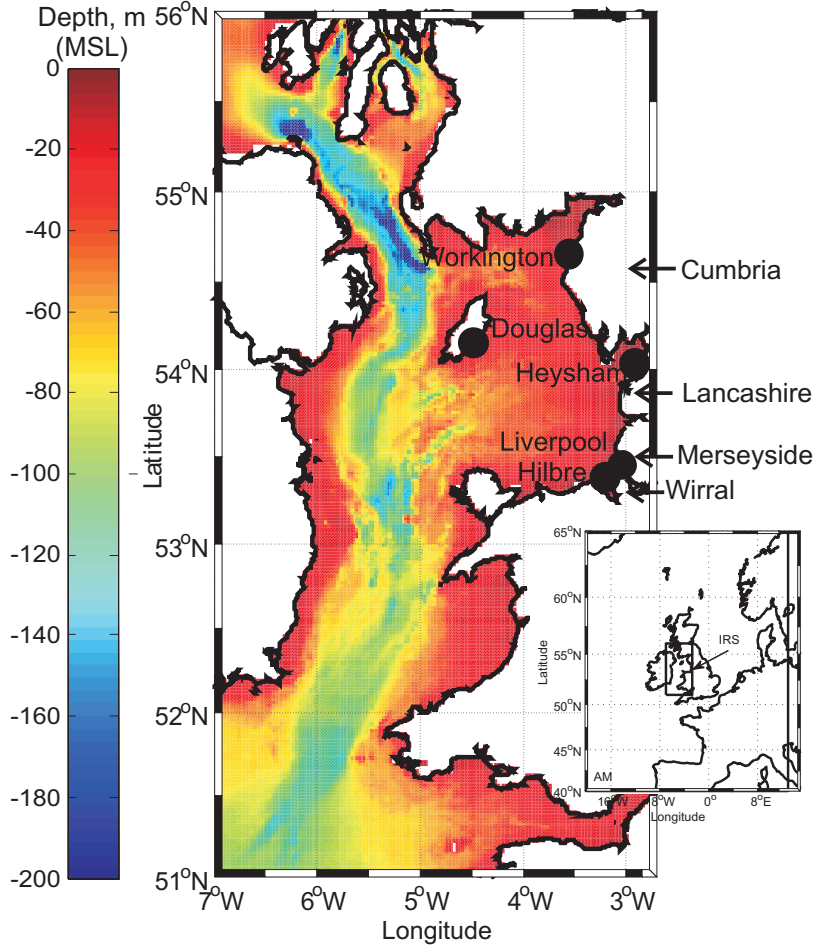 Depth, m
(MSL)
0
-20
-40
-60
-80
-100
-120
-140
-160
-180
-200
56°N
55°N
54°N
53°N
52°N
51°N
Latitude
7°W
6°W
5°W
4°W
3°W
Longitude
Workington
Cumbria
Douglas
Heysham
Lancashire
Liverpool
Merseyside
Hilbre
Wirral
65°N
60°N
55°N
50°N
45°N
40°N
Latitude
IRS
AM
16°W
8°W
0°
8°E
Longitude